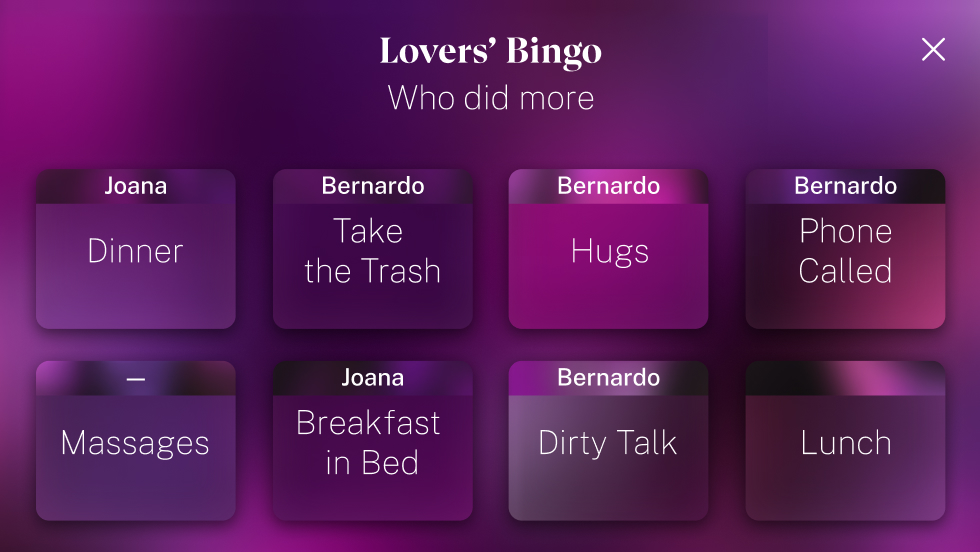 Lovers’ Bingo
Who did more
Joana
Dinner
Bernardo
Take
the Trash
Bernardo
Hugs
Bernardo
Phone
Called
—
Massages
Joana
Breakfast
in Bed
Bernardo
Dirty Talk
Lunch